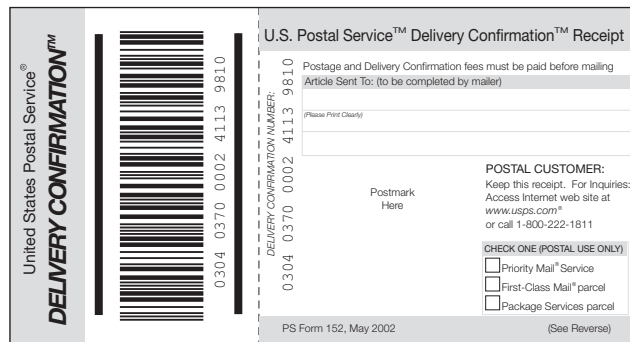 United States Postal Service®
DELIVERY CONFIRMATION™
0304 0370 0002 4113 9810
U.S. Postal Service™ Delivery Confirmation™ Receipt
DELIVERY CONFIRMATION NUMBER:
0304 0370 0002 4113 9810
Postage and Delivery Confirmation fees must be paid before mailing
Article Sent To: (to be completed by mailer)
(Please Print Clearly)
Postmark
Here
POSTAL CUSTOMER:
Keep this receipt. For Inquiries:
Access Internet web site at
www.usps.com®
or call 1-800-222-1811
CHECK ONE (POSTAL USE ONLY)
Priority Mail® Service
First-Class Mail® parcel
Package Services parcel
PS Form 152, May 2002
(See Reverse)